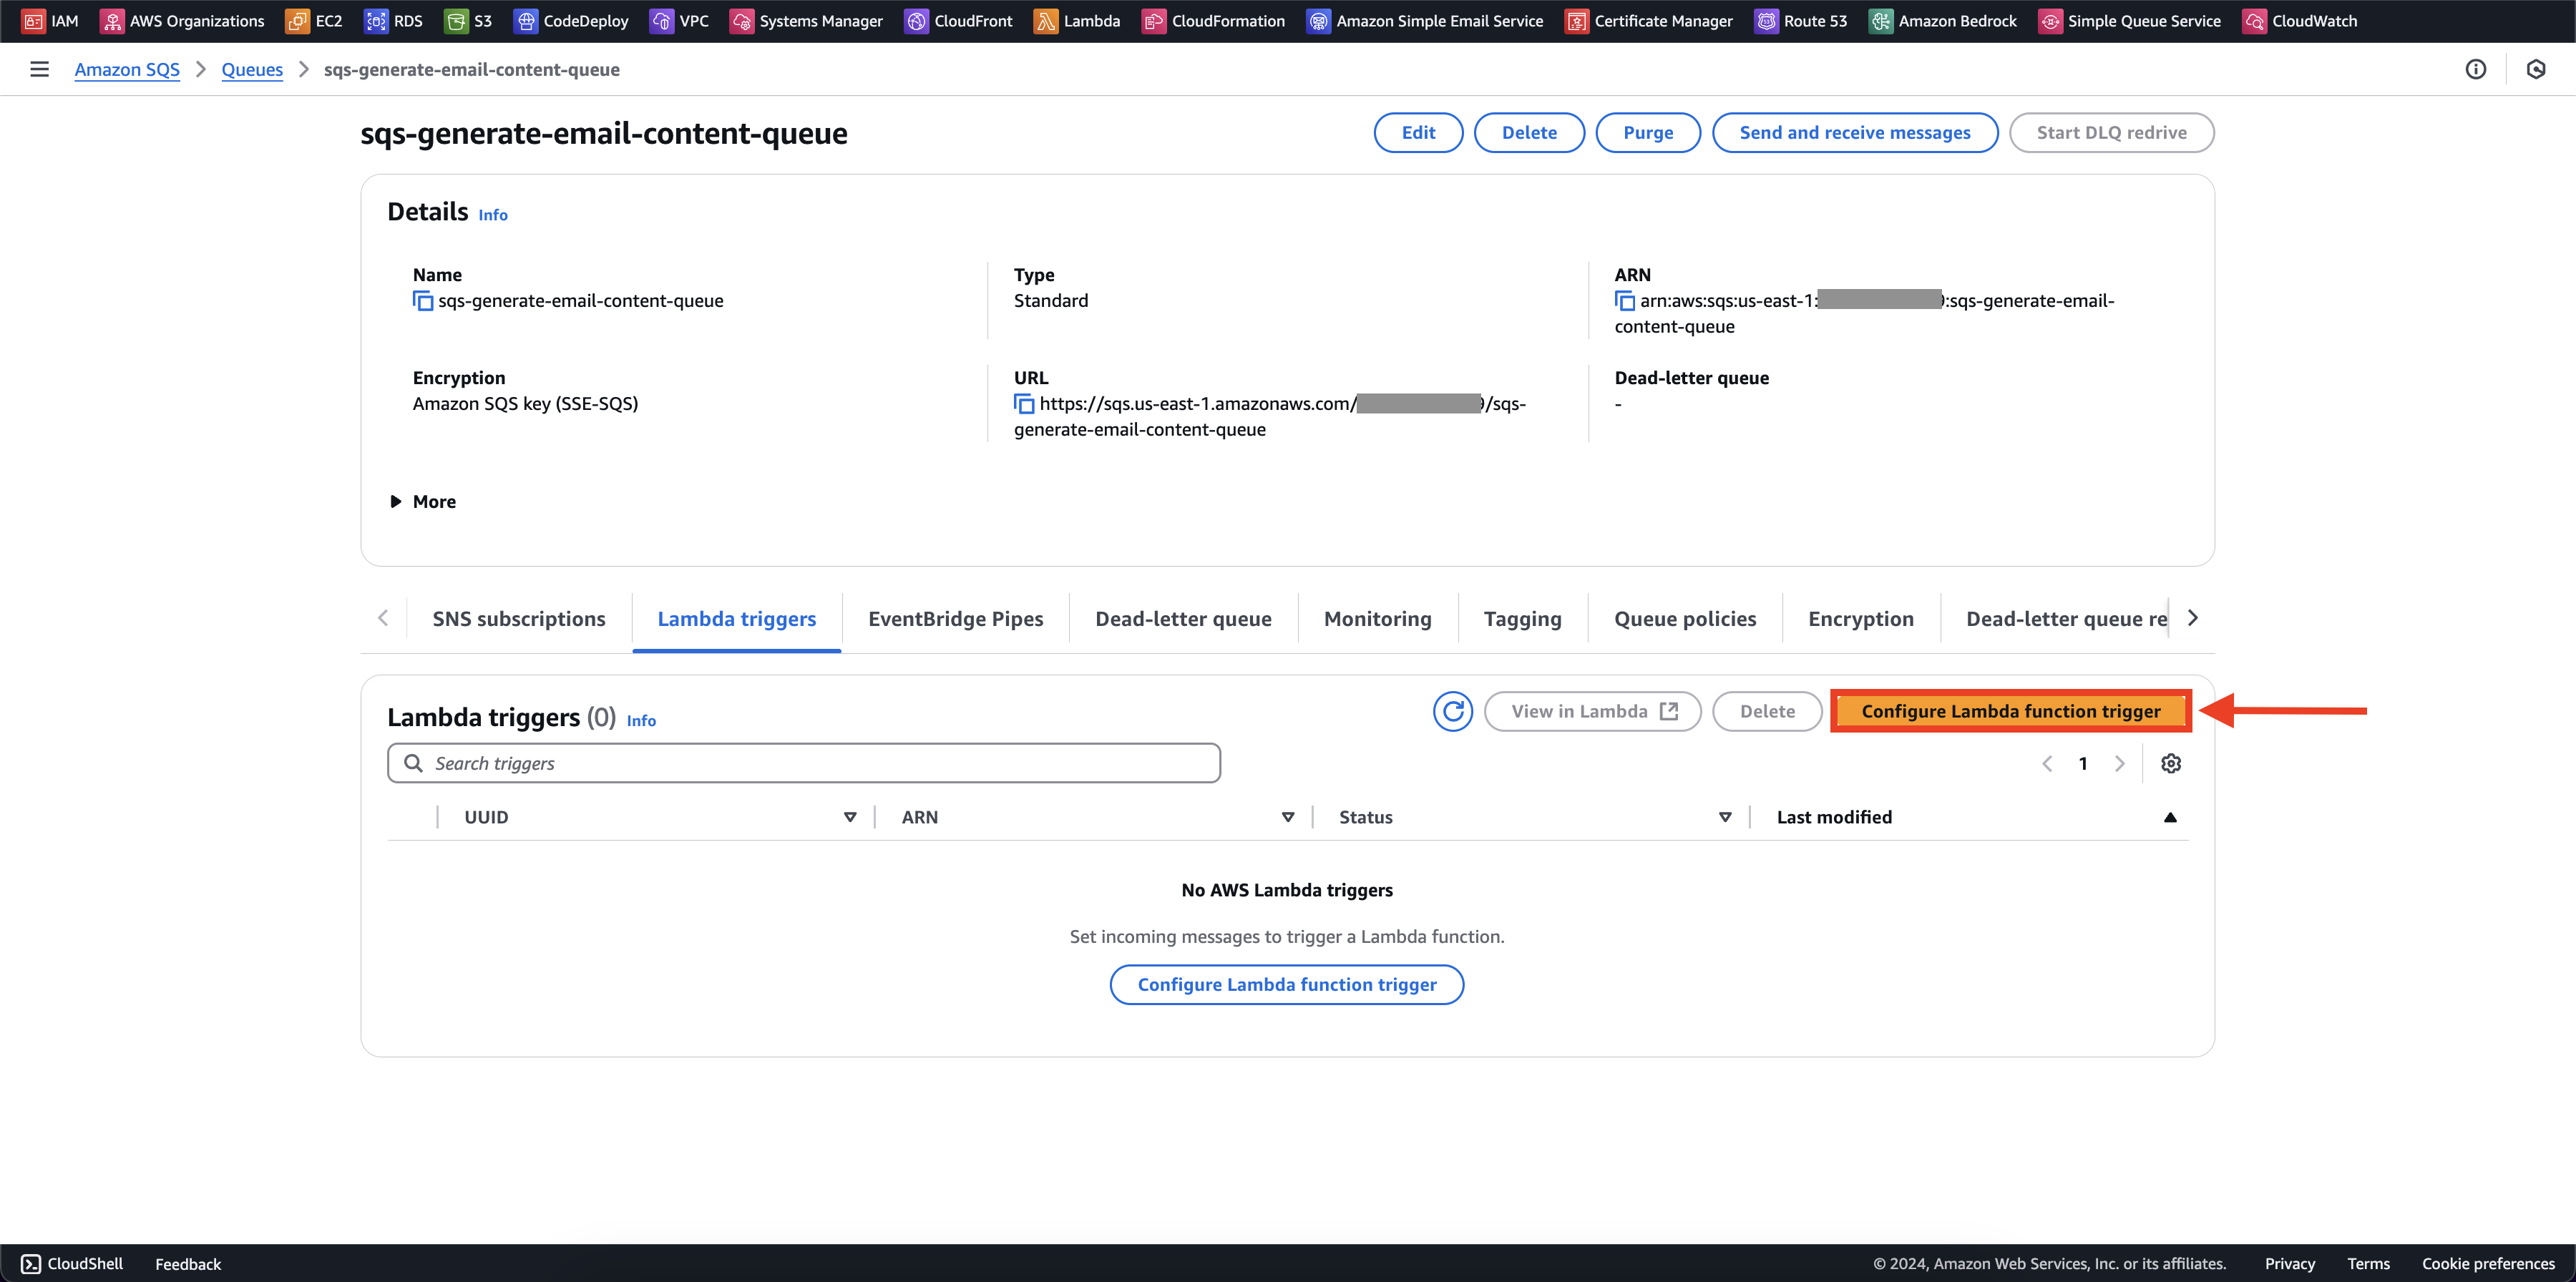 IAM AWS Organizations EC2 RDS S3 CodeDeploy VPC Systems Manager CloudFront Lambda CloudFormation Amazon Simple Email Service Certificate Manager Route 53 Amazon Bedrock Simple Queue Service CloudWatch
Amazon SQS > Queues > sqs-generate-email-content-queue
sqs-generate-email-content-queue
Edit Delete Purge Send and receive messages Start DLQ redrive
Details Info
Name
sqs-generate-email-content-queue
Type
Standard
ARN
arn:aws:sqs:us-east-1: :sqs-generate-email-
content-queue
Encryption
Amazon SQS key (SSE-SQS)
URL
https://sqs.us-east-1.amazonaws.com/ /sqs-
generate-email-content-queue
Dead-letter queue
-
More
SNS subscriptions Lambda triggers EventBridge Pipes Dead-letter queue Monitoring Tagging Queue policies Encryption Dead-letter queue re
Lambda triggers (0) Info
View in Lambda Delete Configure Lambda function trigger
Search triggers
1
UUID ARN Status Last modified
No AWS Lambda triggers
Set incoming messages to trigger a Lambda function.
Configure Lambda function trigger
CloudShell Feedback © 2024, Amazon Web Services, Inc. or its affiliates. Privacy Terms Cookie preferences